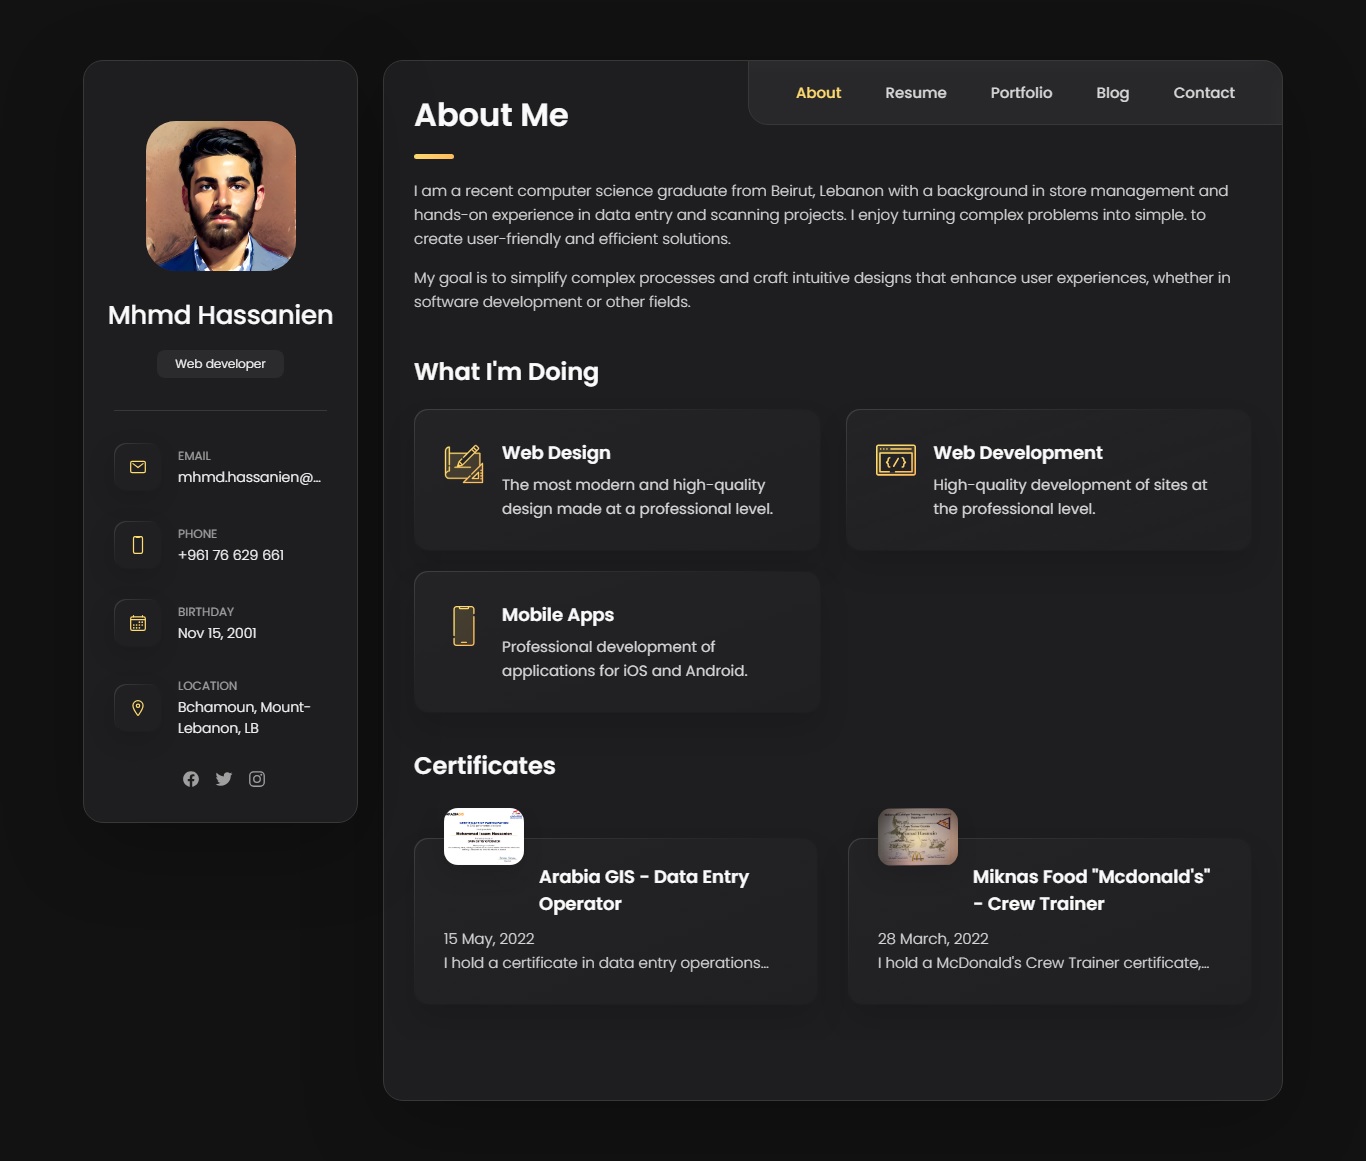 Mhmd Hassanien
Web developer
EMAIL
mhmd.hassanien@...
PHONE
+961 76 629 661
BIRTHDAY
Nov 15, 2001
LOCATION
Bchamoun, Mount-
Lebanon, LB
About Resume Portfolio Blog Contact
About Me
I am a recent computer science graduate from Beirut, Lebanon with a background in store management and
hands-on experience in data entry and scanning projects. I enjoy turning complex problems into simple. to
create user-friendly and efficient solutions.
My goal is to simplify complex processes and craft intuitive designs that enhance user experiences, whether in
software development or other fields.
What I'm Doing
Web Design
The most modern and high-quality
design made at a professional level.
Web Development
High-quality development of sites at
the professional level.
Mobile Apps
Professional development of
applications for iOS and Android.
Certificates
Arabia GIS - Data Entry
Operator
15 May, 2022
I hold a certificate in data entry operations...
Miknas Food "Mcdonald's"
- Crew Trainer
28 March, 2022
I hold a McDonald's Crew Trainer certificate,...